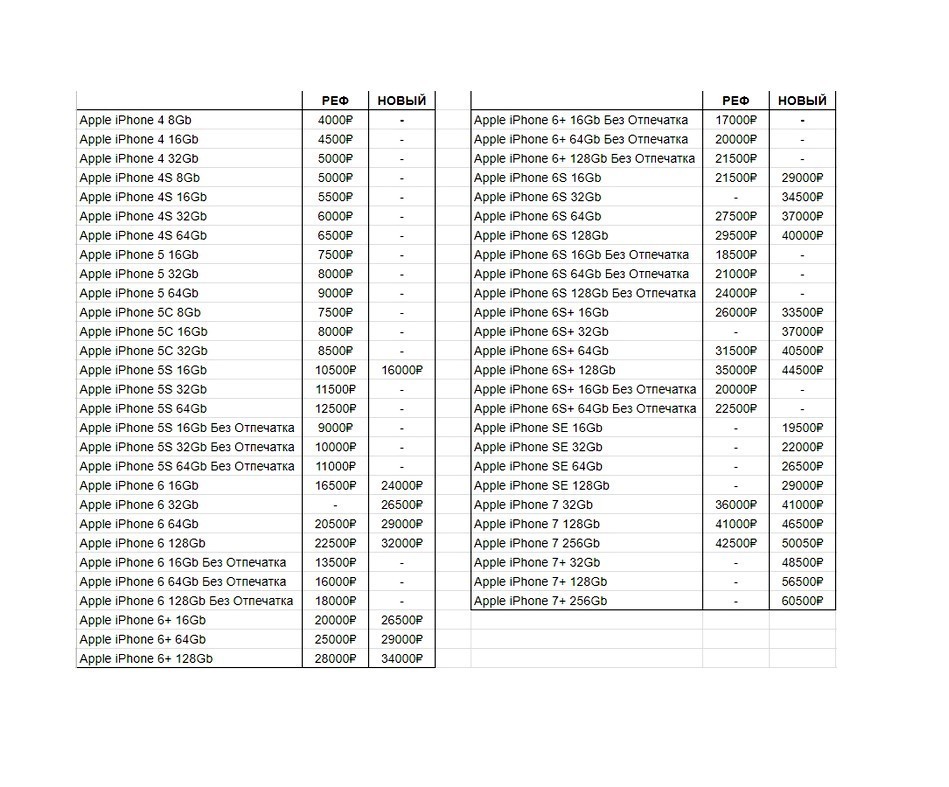 РЕФ НОВЫЙ
Apple iPhone 4 8Gb 4000₽ -
Apple iPhone 4 16Gb 4500₽ -
Apple iPhone 4 32Gb 5000₽ -
Apple iPhone 4S 8Gb 5000₽ -
Apple iPhone 4S 16Gb 5500₽ -
Apple iPhone 4S 32Gb 6000₽ -
Apple iPhone 4S 64Gb 6500₽ -
Apple iPhone 5 16Gb 7500₽ -
Apple iPhone 5 32Gb 8000₽ -
Apple iPhone 5 64Gb 9000₽ -
Apple iPhone 5C 8Gb 7500₽ -
Apple iPhone 5C 16Gb 8000₽ -
Apple iPhone 5C 32Gb 8500₽ -
Apple iPhone 5S 16Gb 10500₽ 16000₽
Apple iPhone 5S 32Gb 11500₽ -
Apple iPhone 5S 64Gb 12500₽ -
Apple iPhone 5S 16Gb Без Отпечатка 9000₽ -
Apple iPhone 5S 32Gb Без Отпечатка 10000₽ -
Apple iPhone 5S 64Gb Без Отпечатка 11000₽ -
Apple iPhone 6 16Gb 16500₽ 24000₽
Apple iPhone 6 32Gb - 26500₽
Apple iPhone 6 64Gb 20500₽ 29000₽
Apple iPhone 6 128Gb 22500₽ 32000₽
Apple iPhone 6 16Gb Без Отпечатка 13500₽ -
Apple iPhone 6 64Gb Без Отпечатка 16000₽ -
Apple iPhone 6 128Gb Без Отпечатка 18000₽ -
Apple iPhone 6+ 16Gb 20000₽ 26500₽
Apple iPhone 6+ 64Gb 25000₽ 29000₽
Apple iPhone 6+ 128Gb 28000₽ 34000₽
РЕФ НОВЫЙ
Apple iPhone 6+ 16Gb Без Отпечатка 17000₽ -
Apple iPhone 6+ 64Gb Без Отпечатка 20000₽ -
Apple iPhone 6+ 128Gb Без Отпечатка 21500₽ -
Apple iPhone 6S 16Gb 21500₽ 29000₽
Apple iPhone 6S 32Gb - 34500₽
Apple iPhone 6S 64Gb 27500₽ 37000₽
Apple iPhone 6S 128Gb 29500₽ 40000₽
Apple iPhone 6S 16Gb Без Отпечатка 18500₽ -
Apple iPhone 6S 64Gb Без Отпечатка 21000₽ -
Apple iPhone 6S 128Gb Без Отпечатка 24000₽ -
Apple iPhone 6S+ 16Gb 26000₽ 33500₽
Apple iPhone 6S+ 32Gb - 37000₽
Apple iPhone 6S+ 64Gb 31500₽ 40500₽
Apple iPhone 6S+ 128Gb 35000₽ 44500₽
Apple iPhone 6S+ 16Gb Без Отпечатка 20000₽ -
Apple iPhone 6S+ 64Gb Без Отпечатка 22500₽ -
Apple iPhone SE 16Gb - 19500₽
Apple iPhone SE 32Gb - 22000₽
Apple iPhone SE 64Gb - 26500₽
Apple iPhone SE 128Gb - 29000₽
Apple iPhone 7 32Gb 36000₽ 41000₽
Apple iPhone 7 128Gb 41000₽ 46500₽
Apple iPhone 7 256Gb 42500₽ 50050₽
Apple iPhone 7+ 32Gb - 48500₽
Apple iPhone 7+ 128Gb - 56500₽
Apple iPhone 7+ 256Gb - 60500₽